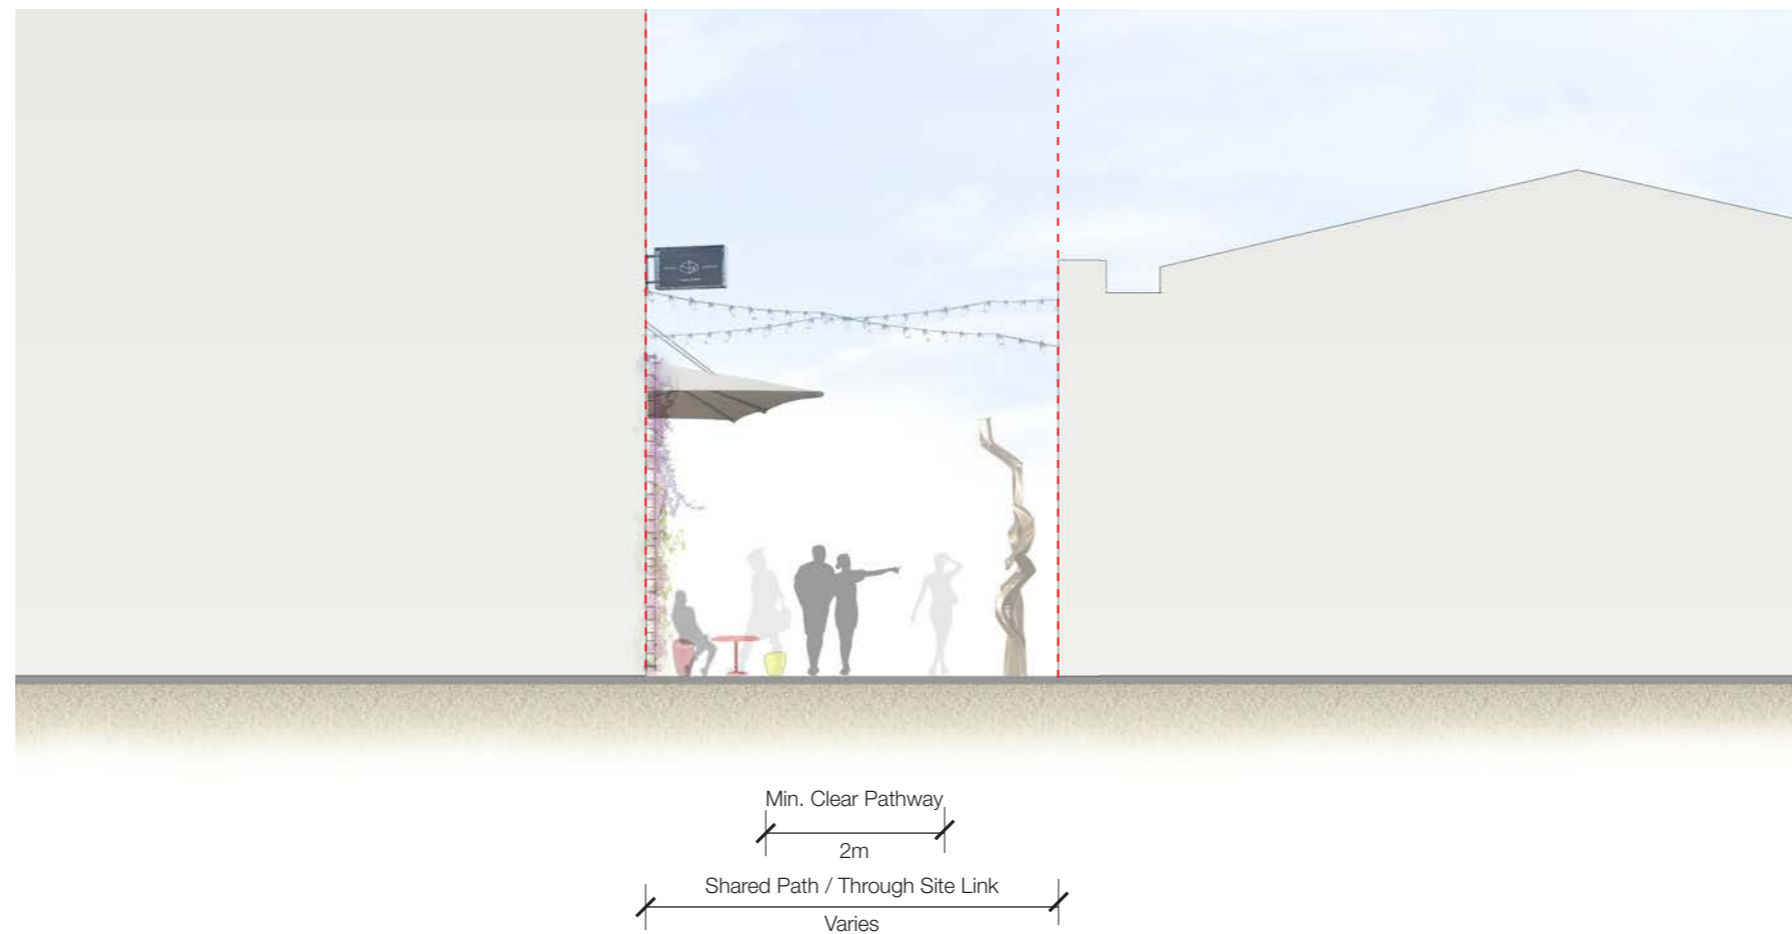 Min. Clear Pathway
2m
Shared Path / Through Site Link
Varies